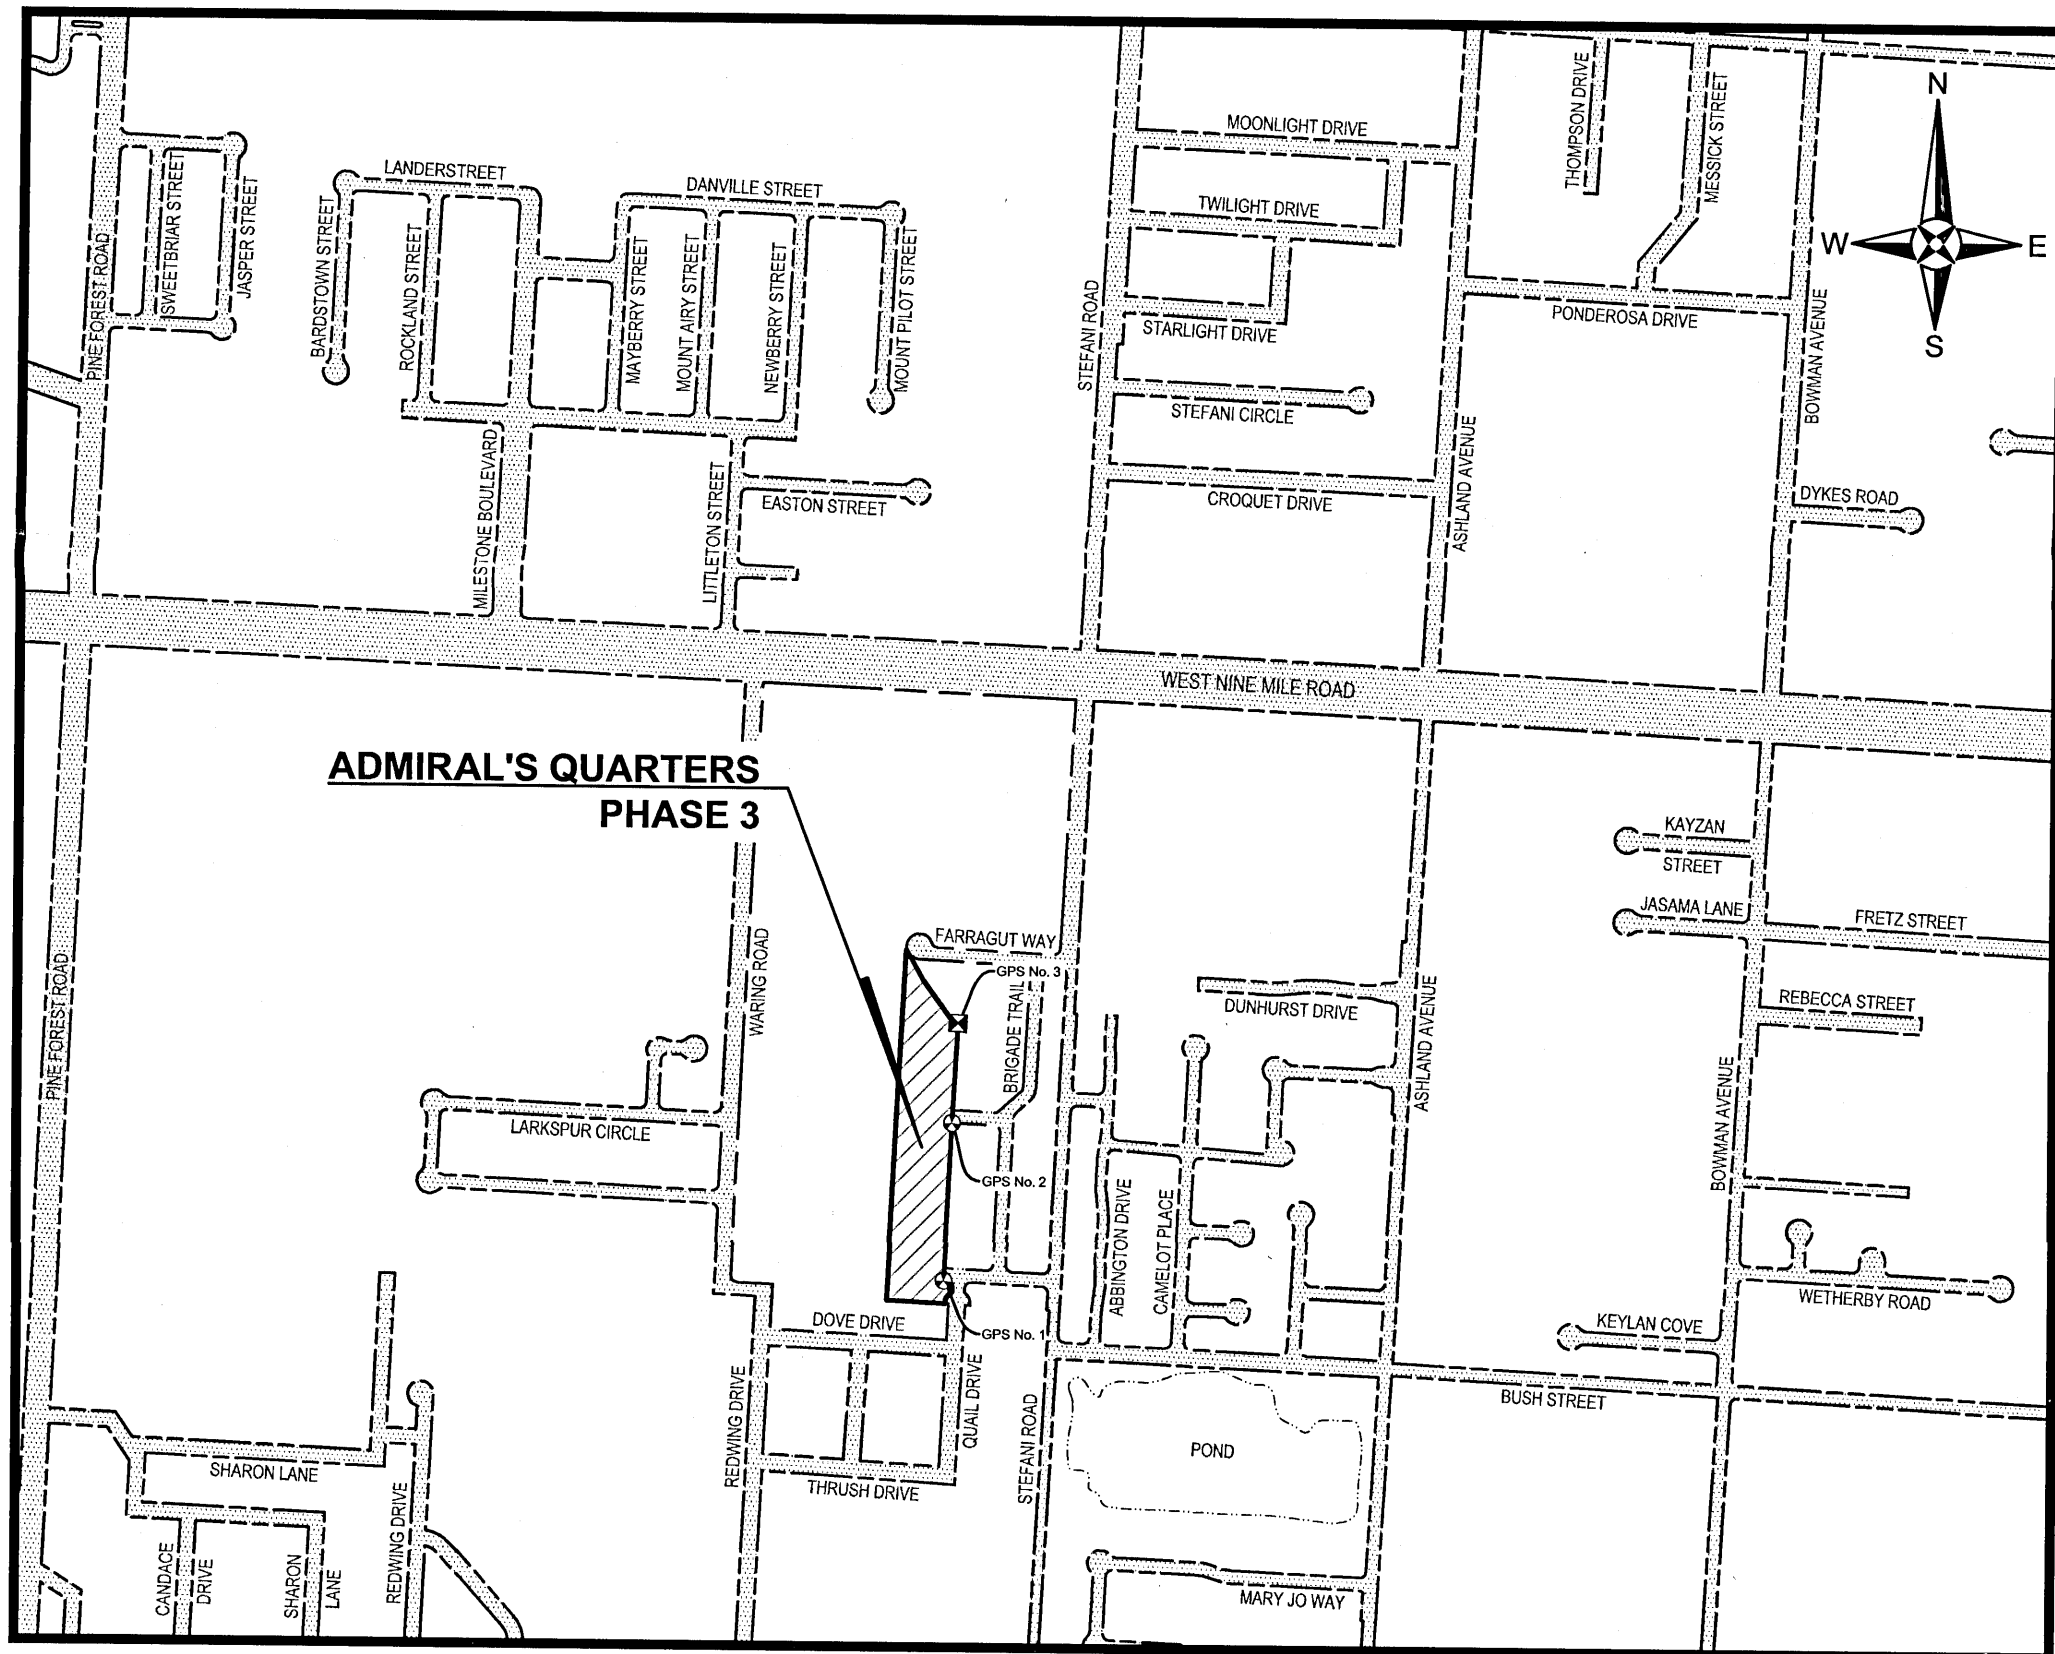 N
W
E
S
THOMPSON DRIVE
MESSICK STREET
MOONLIGHT DRIVE
LANDERSTREET
DANVILLE STREET
SWEETBRIAR STREET
JASPER STREET
PINE FOREST ROAD
BARDSTOWN STREET
ROCKLAND STREET
MAYBERRY STREET
MOUNT AIRY STREET
NEWBERRY STREET
MOUNT PILOT STREET
TWILIGHT DRIVE
STEFANI ROAD
STARLIGHT DRIVE
PONDEROSA DRIVE
BOWMAN AVENUE
STEFANI CIRCLE
MILESTONE BOULEVARD
LITTLETON STREET
EASTON STREET
CROQUET DRIVE
ASHLAND AVENUE
DYKES ROAD
WEST NINE MILE ROAD
ADMIRAL'S QUARTERS
PHASE 3
KAYZAN
STREET
JASAMA LANE
FRETZ STREET
PINE FOREST ROAD
WARING ROAD
FARRAGUT WAY
GPS No. 3
BRIGADE TRAIL
DUNHURST DRIVE
ASHLAND AVENUE
REBECCA STREET
BOWMAN AVENUE
LARKSPUR CIRCLE
GPS No. 2
ABBINGTON DRIVE
CAMELOT PLACE
WETHERBY ROAD
KEYLAN COVE
DOVE DRIVE
GPS No. 1
REDWING DRIVE
QUAIL DRIVE
STEFANI ROAD
BUSH STREET
POND
SHARON LANE
THRUSH DRIVE
REDWING DRIVE
CANDACE
DRIVE
SHARON
LANE
MARY JO WAY